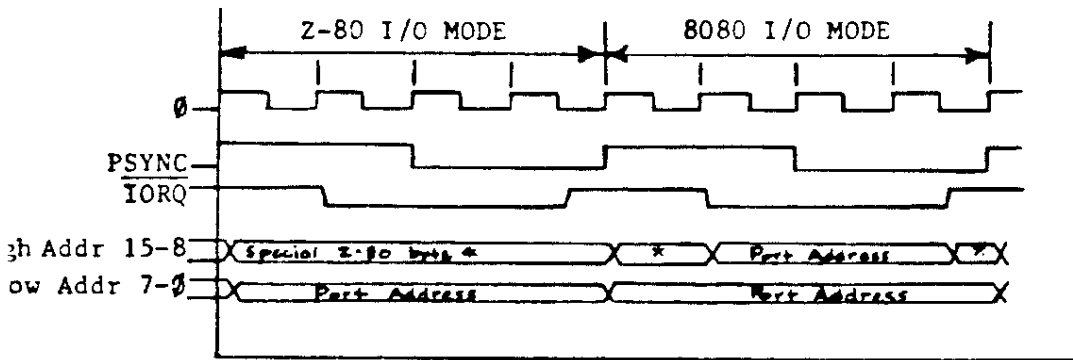 Z-80 I/O MODE 8080 I/O MODE
Ø
PSYNC
IORQ
gh Addr 15-8 Special Z-80 byte * * Port Address *
ow Addr 7-Ø Port Address Port Address